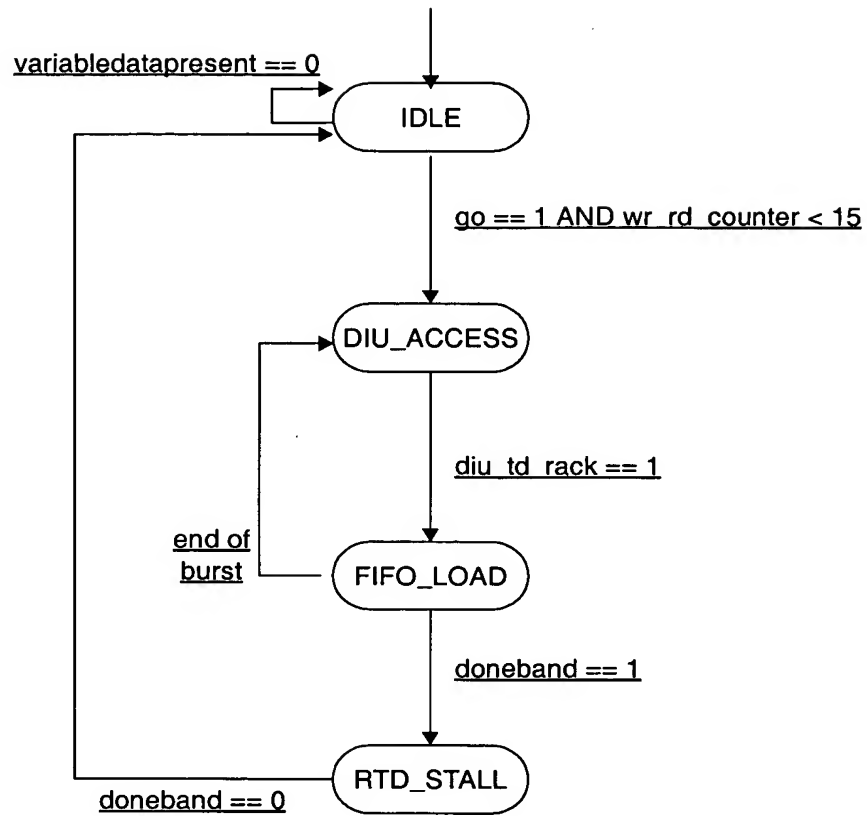 variabledatapresent == 0
IDLE
go == 1 AND wr_rd_counter < 15
DIU_ACCESS
diu_td_rack == 1
end of
burst
FIFO_LOAD
doneband == 1
RTD_STALL
doneband == 0